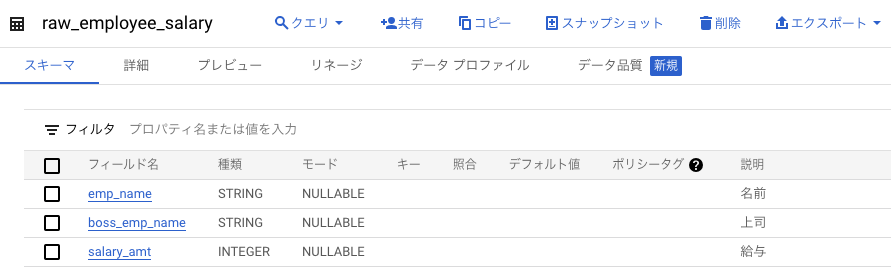 raw_employee_salary クエリ 共有 コピー スナップショット 削除 エクスポート
スキーマ 詳細 プレビュー リネージ データ プロファイル データ品質 新規
フィルタ プロパティ名または値を入力
フィールド名 種類 モード キー 照合 デフォルト値 ポリシータグ ? 説明
emp_name STRING NULLABLE 名前
boss_emp_name STRING NULLABLE 上司
salary_amt INTEGER NULLABLE 給与